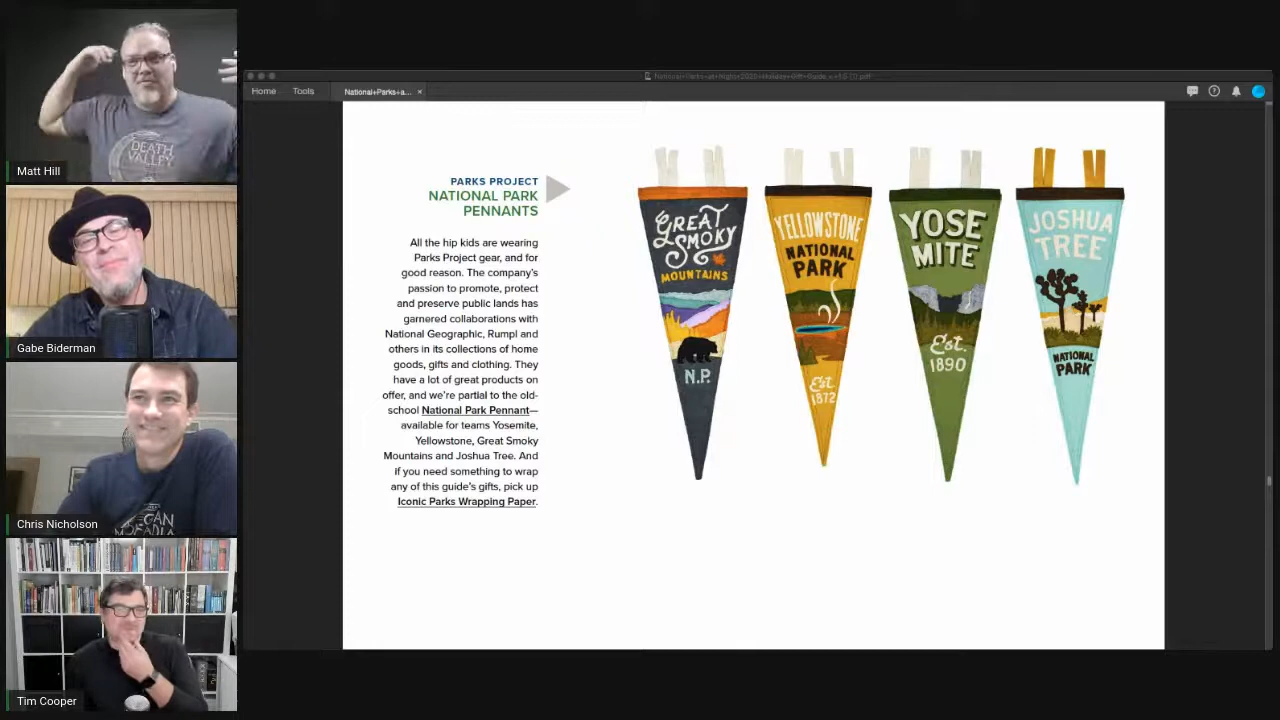 DEATH
VALLEY
Matt Hill
Gabe Biderman
Chris Nicholson
Tim Cooper
Home
Tools
National+Parks+a...
PARKS PROJECT
NATIONAL PARK
PENNANTS
All the hip kids are wearing
Parks Project gear, and for
good reason. The company's
passion to promote, protect
and preserve public lands has
garnered collaborations with
National Geographic, Rumpl and
others in its collections of home
goods, gifts and clothing. They
have a lot of great products on
offer, and we're partial to the old-
school National Park Pennant—
available for teams Yosemite,
Yellowstone, Great Smoky
Mountains and Joshua Tree. And
if you need something to wrap
any of this guide's gifts, pick up
Iconic Parks Wrapping Paper.
GREAT
SMOKY
MOUNTAINS
N.P.
YELLOWSTONE
NATIONAL
PARK
Est.
1872
YOSE
MITE
Est.
1890
JOSHUA
TREE
NATIONAL
PARK